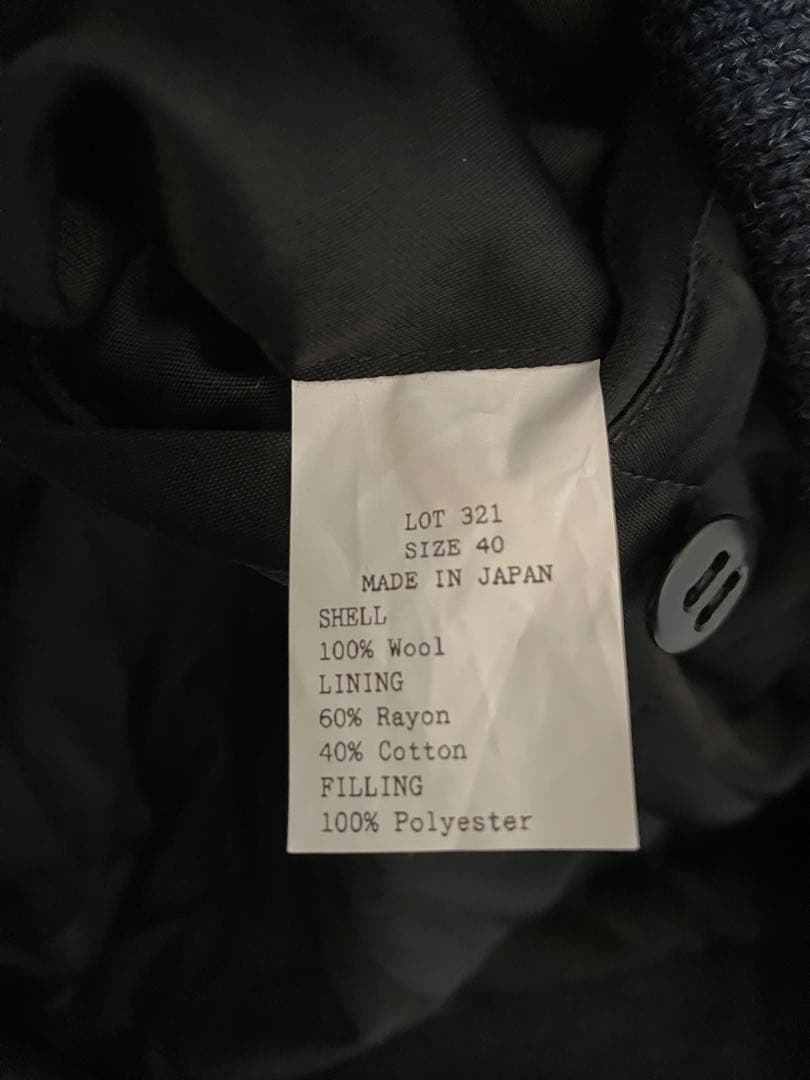 LOT 321
SIZE 40
MADE IN JAPAN
SHELL
100% Wool
LINING
60% Rayon
40% Cotton
FILLING
100% Polyester